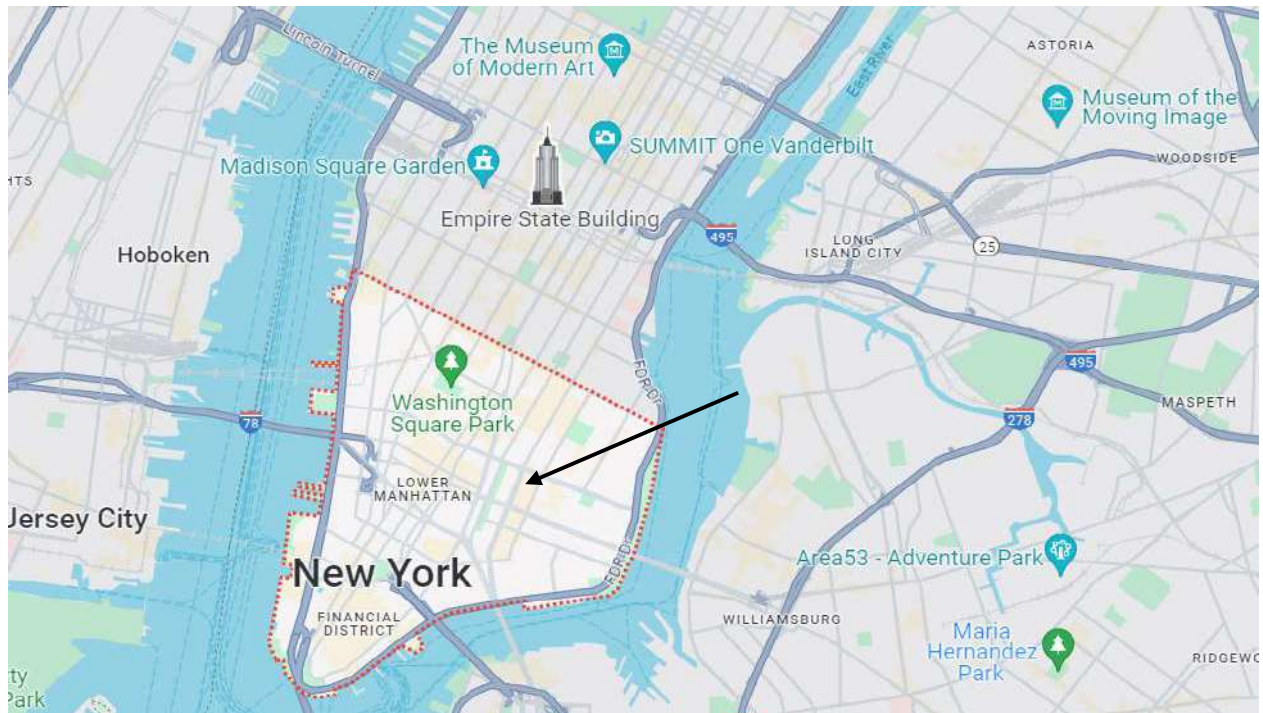 Lincoln Tunnel
The Museum
of Modern Art
East River
ASTORIA
Museum of the
Moving Image
Madison Square Garden
SUMMIT One Vanderbilt
WOODSIDE
HTS
Empire State Building
495
LONG
ISLAND CITY
25
Hoboken
FDR Dr
495
Washington
Square Park
78
278
MASPETH
LOWER
MANHATTAN
Jersey City
FDR Dr
Area53 - Adventure Park
New York
FINANCIAL
DISTRICT
WILLIAMSBURG
Maria
Hernandez
Park
RIDGEWO
ty
Park